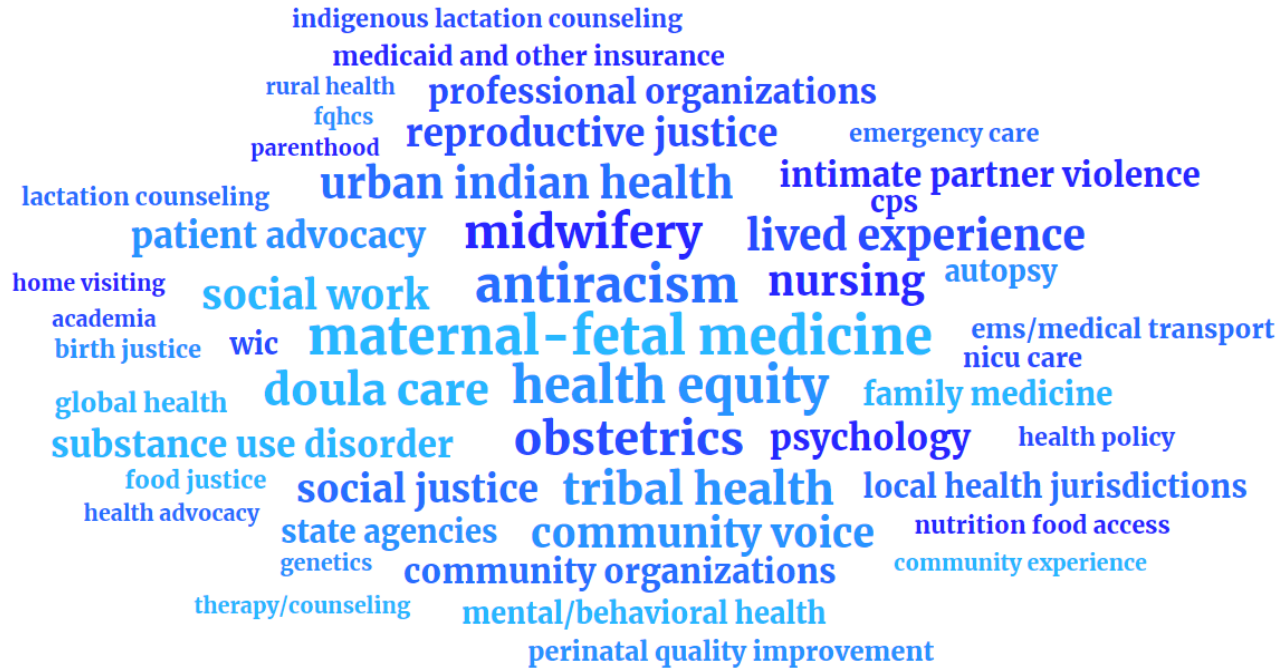 indigenous lactation counseling
medicaid and other insurance
rural health
professional organizations
fqhcs
reproductive justice
emergency care
parenthood
urban indian health
intimate partner violence
lactation counseling
cps
patient advocacy
midwifery
lived experience
home visiting
social work
antiracism
nursing
autopsy
academia
birth justice
wic
maternal-fetal medicine
ems/medical transport
nicu care
global health
doula care
health equity
family medicine
substance use disorder
obstetrics
psychology
health policy
food justice
social justice
tribal health
local health jurisdictions
health advocacy
state agencies
community voice
nutrition food access
genetics
community organizations
community experience
therapy/counseling
mental/behavioral health
perinatal quality improvement